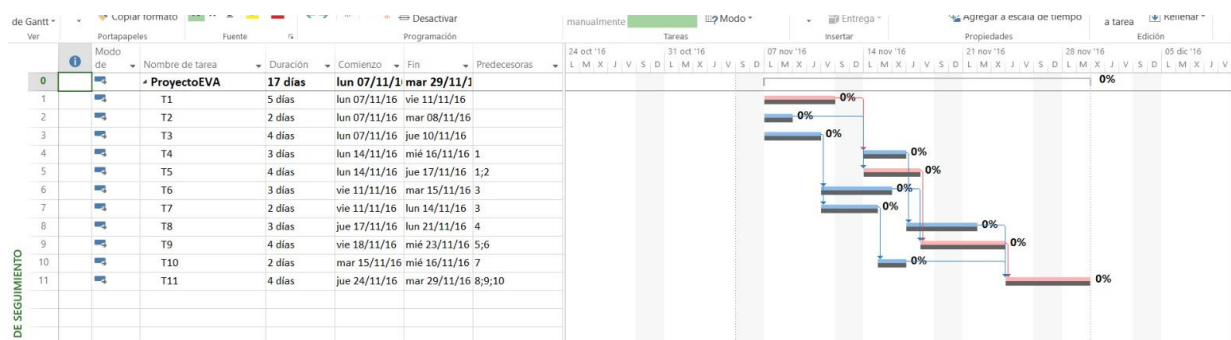 de Gantt Copiar formato Desactivar manualmente Modo Entrega Agregar a escala de tiempo a tarea Rellenar
Ver Portapapeles Fuente Programación Tareas Insertar Propiedades Edición
Modo de Nombre de tarea Duración Comienzo Fin Predecesoras
24 oct '16 31 oct '16 07 nov '16 14 nov '16 21 nov '16 28 nov '16 05 dic '16
L M X J V S D L M X J V S D L M X J V S D L M X J V S D L M X J V S D L M X J V S D L M X J V
0 ProyectoEVA 17 días lun 07/11/1 mar 29/11/1 0%
1 T1 5 días lun 07/11/16 vie 11/11/16 0%
2 T2 2 días lun 07/11/16 mar 08/11/16 0%
3 T3 4 días lun 07/11/16 jue 10/11/16 0%
4 T4 3 días lun 14/11/16 mié 16/11/16 1 0%
5 T5 4 días lun 14/11/16 jue 17/11/16 1;2 0%
6 T6 3 días vie 11/11/16 mar 15/11/16 3 0%
7 T7 2 días vie 11/11/16 lun 14/11/16 3 0%
8 T8 3 días jue 17/11/16 lun 21/11/16 4 0%
9 T9 4 días vie 18/11/16 mié 23/11/16 5;6 0%
10 T10 2 días mar 15/11/16 mié 16/11/16 7 0%
11 T11 4 días jue 24/11/16 mar 29/11/16 8;9;10 0%
DE SEGUIMIENTO